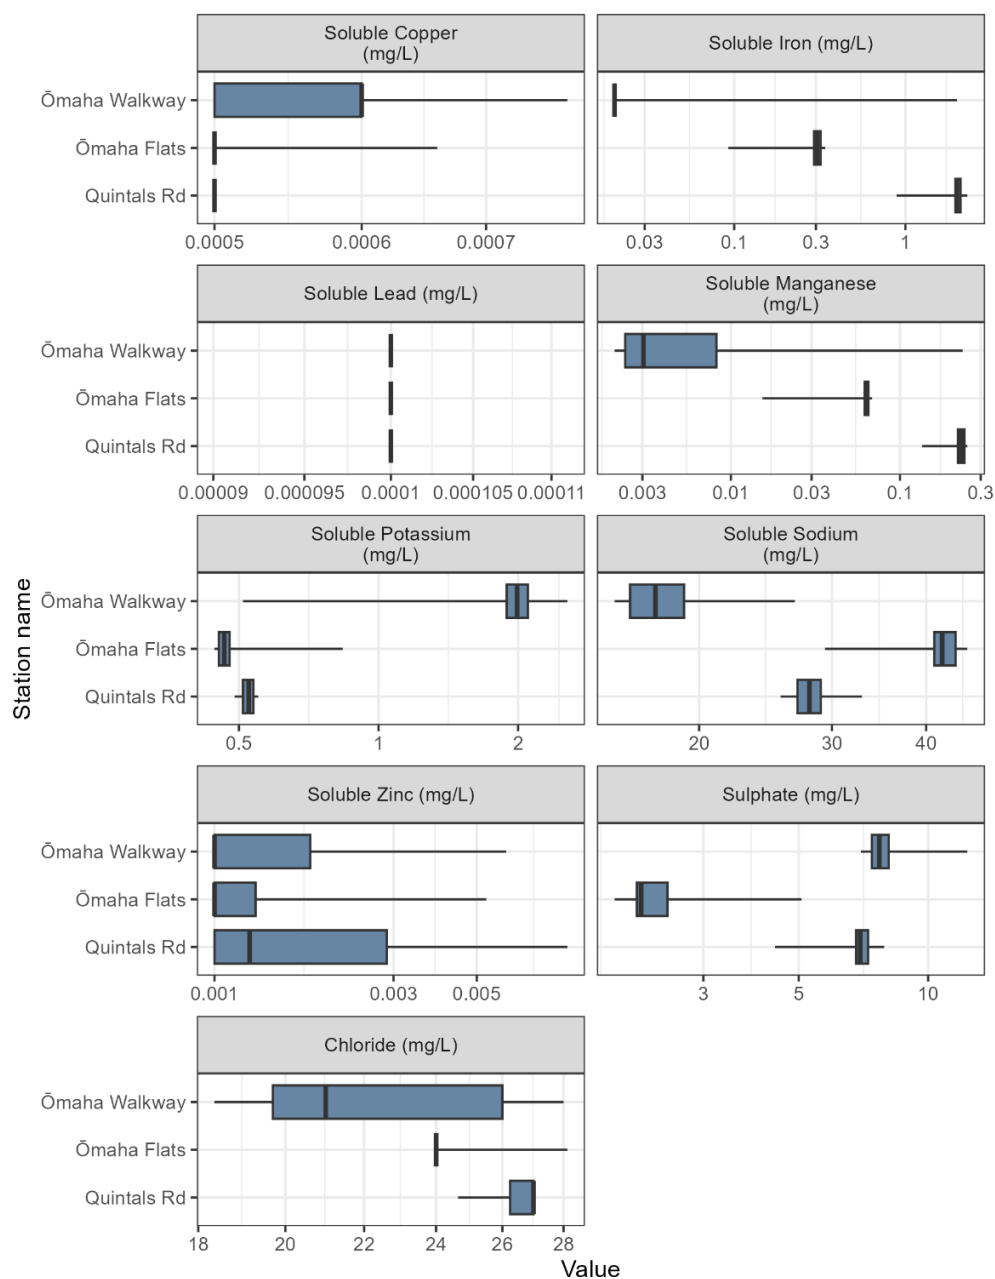 Soluble Copper
(mg/L)
Soluble Iron (mg/L)
Ōmaha Walkway
Ōmaha Flats
Quintals Rd
0.0005 0.0006 0.0007
0.03 0.1 0.3 1
Soluble Lead (mg/L)
Soluble Manganese
(mg/L)
Ōmaha Walkway
Ōmaha Flats
Quintals Rd
0.00009 0.000095 0.0001 0.000105 0.00011
0.003 0.01 0.03 0.1 0.3
Soluble Potassium
(mg/L)
Soluble Sodium
(mg/L)
Station name
Ōmaha Walkway
Ōmaha Flats
Quintals Rd
0.5 1 2
20 30 40
Soluble Zinc (mg/L)
Sulphate (mg/L)
Ōmaha Walkway
Ōmaha Flats
Quintals Rd
0.001 0.003 0.005
3 5 10
Chloride (mg/L)
Ōmaha Walkway
Ōmaha Flats
Quintals Rd
18 20 22 24 26 28
Value